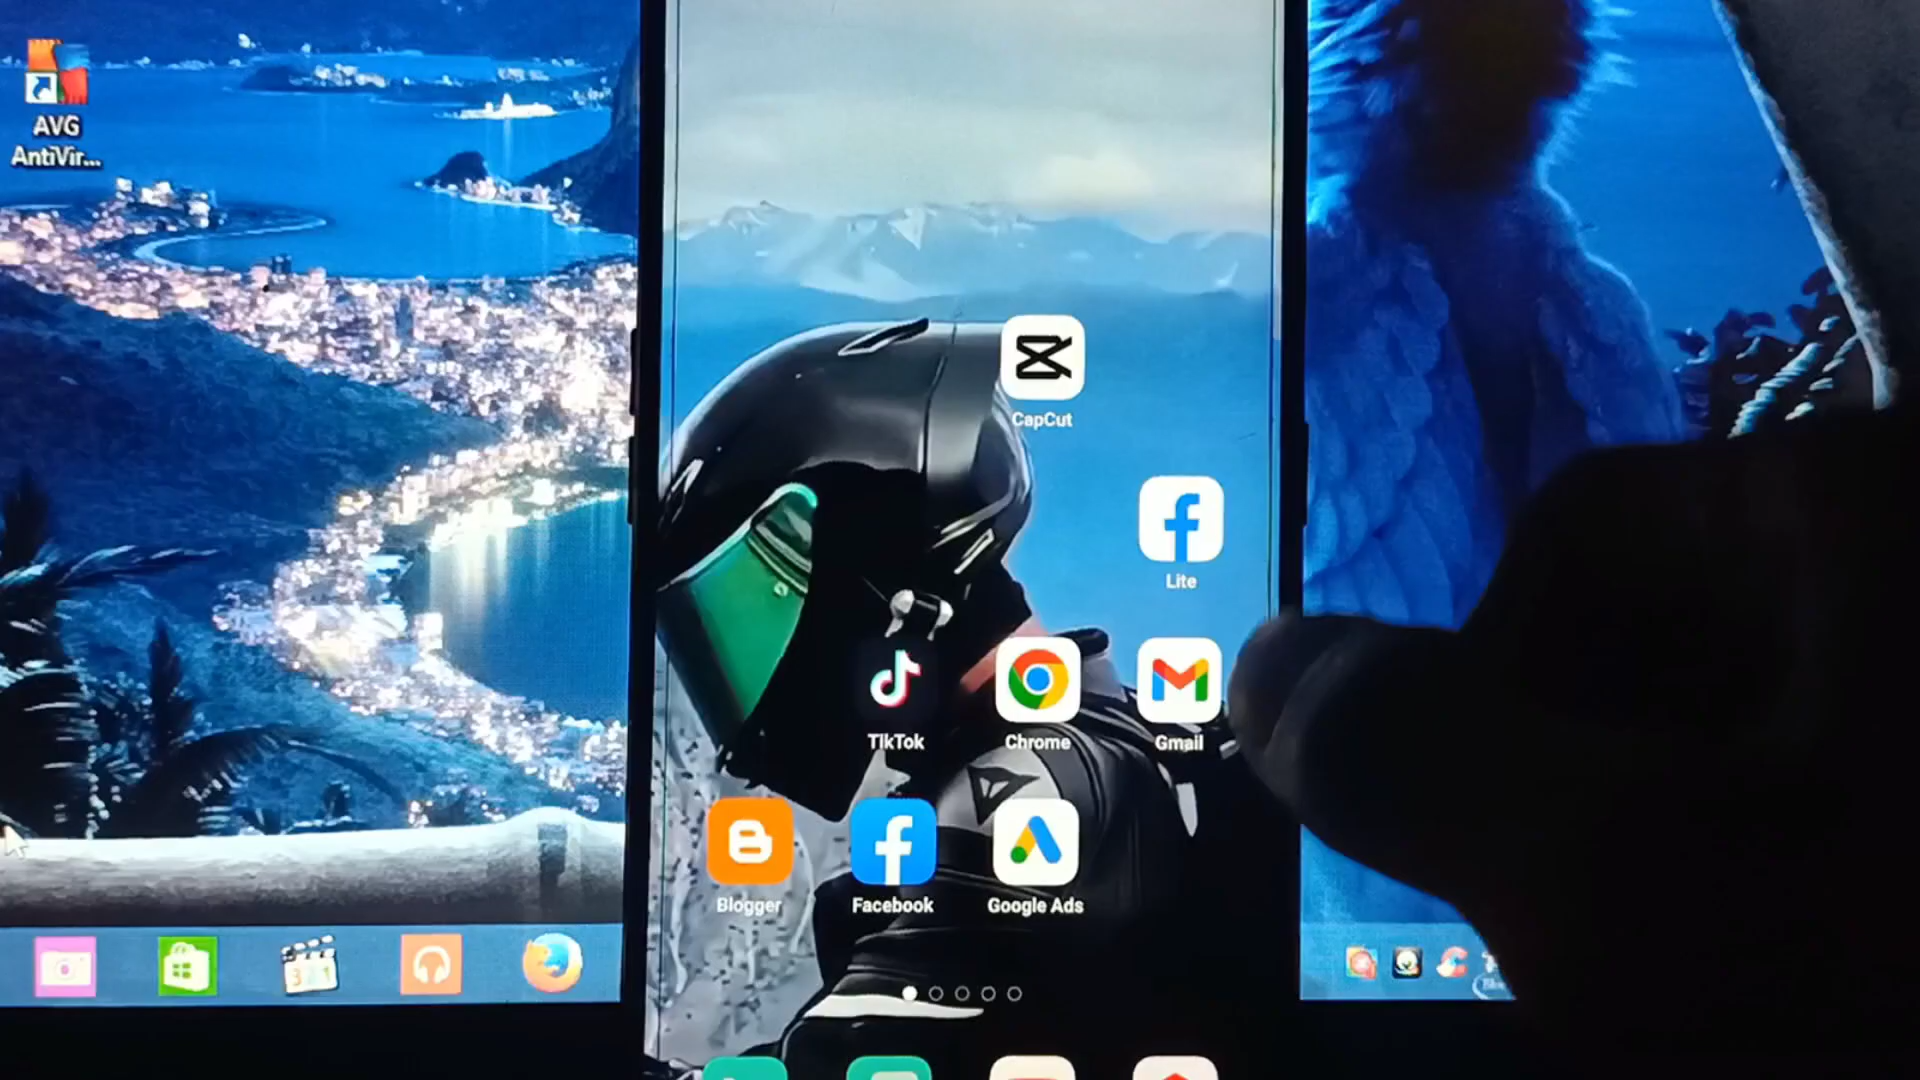 AVG
AntiVir...
CapCut
Lite
TikTok
Chrome
Gmail
Blogger
Facebook
Google Ads